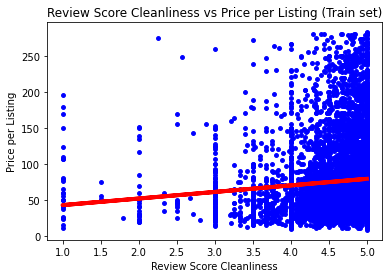 Review Score Cleanliness vs Price per Listing (Train set)
Price per Listing
250
200
150
100
50
0
1.0 1.5 2.0 2.5 3.0 3.5 4.0 4.5 5.0
Review Score Cleanliness